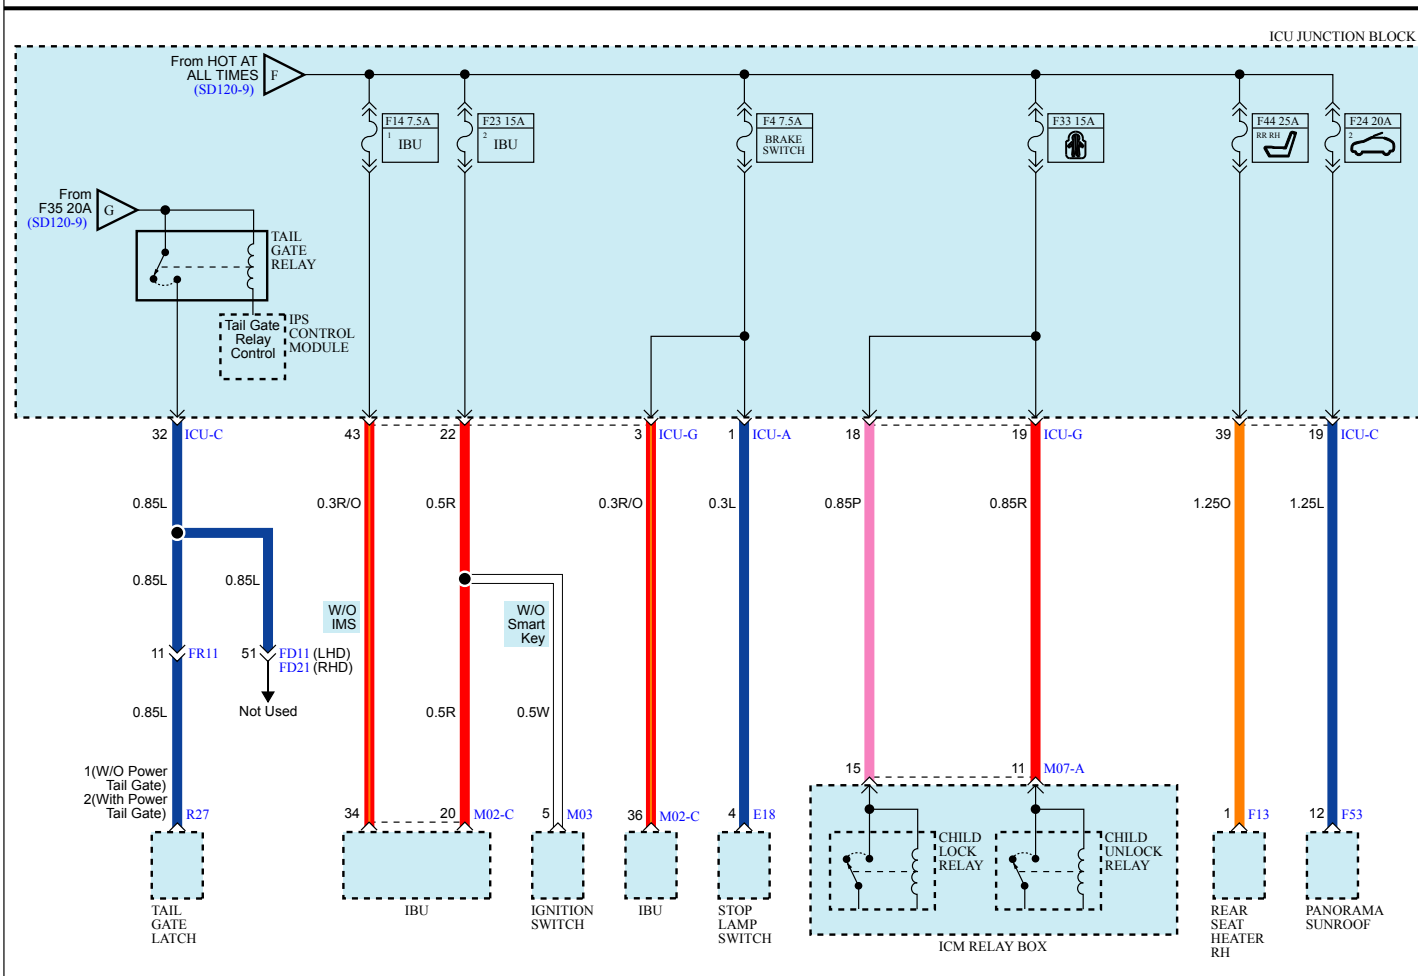 ICU JUNCTION BLOCK
From HOT AT
ALL TIMES
(SD120-9)
F
F14 7.5A
1
IBU
F23 15A
2
IBU
F4 7.5A
BRAKE
SWITCH
F33 15A
F44 25A
RR RH
F24 20A
2
From
F35 20A
(SD120-9)
G
TAIL
GATE
RELAY
Tail Gate
Relay
Control
IPS
CONTROL
MODULE
32 ICU-C
43
22
3 ICU-G
1 ICU-A
18
19 ICU-G
39
19 ICU-C
0.85L
0.3R/O
0.5R
0.3R/O
0.3L
0.85P
0.85R
1.25O
1.25L
0.85L
0.85L
W/O
IMS
W/O
Smart
Key
11 FR11
51 FD11 (LHD)
FD21 (RHD)
Not Used
0.85L
0.5R
0.5W
1(W/O Power
Tail Gate)
2(With Power
Tail Gate)
R27
34
20 M02-C
5 M03
36 M02-C
4 E18
15
11 M07-A
1 F13
12 F53
CHILD
LOCK
RELAY
CHILD
UNLOCK
RELAY
TAIL
GATE
LATCH
IBU
IGNITION
SWITCH
IBU
STOP
LAMP
SWITCH
ICM RELAY BOX
REAR
SEAT
HEATER
RH
PANORAMA
SUNROOF